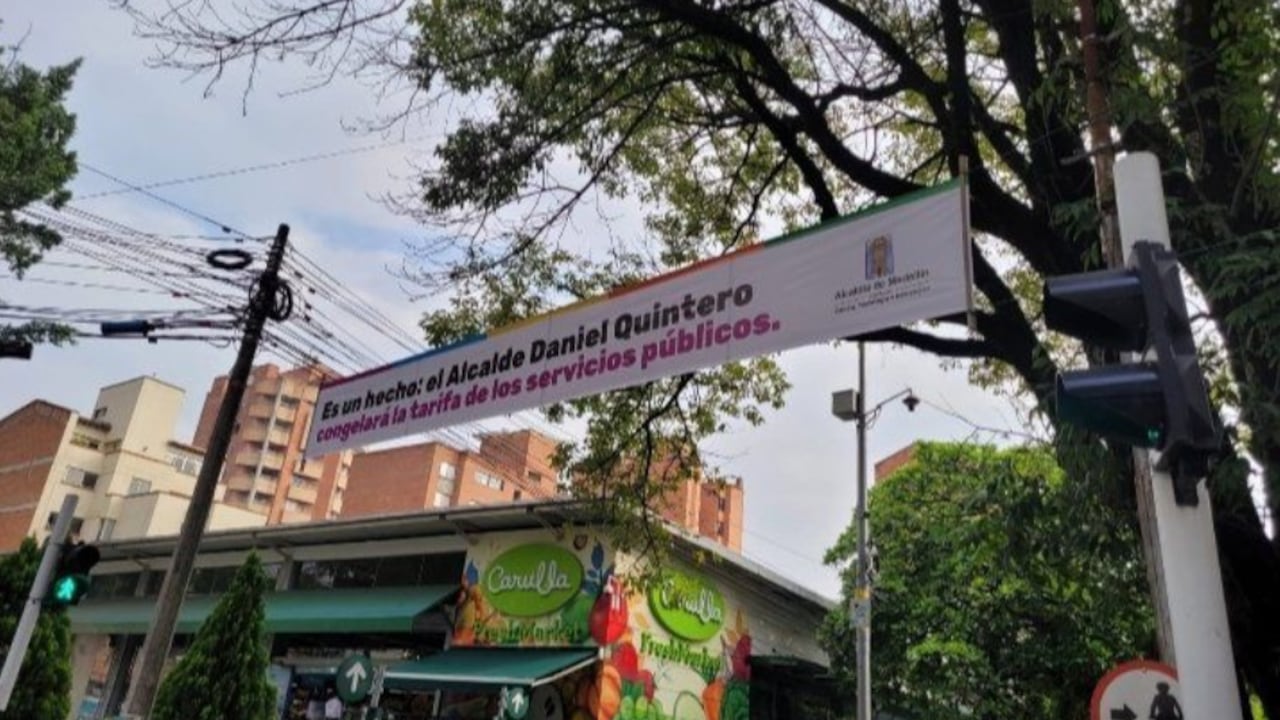 Es un hecho: el Alcalde Daniel Quintero
congelará la tarifa de los servicios públicos.
Alcaldía de Medellín
Carulla
FreshMarket
Carulla
FreshMarket